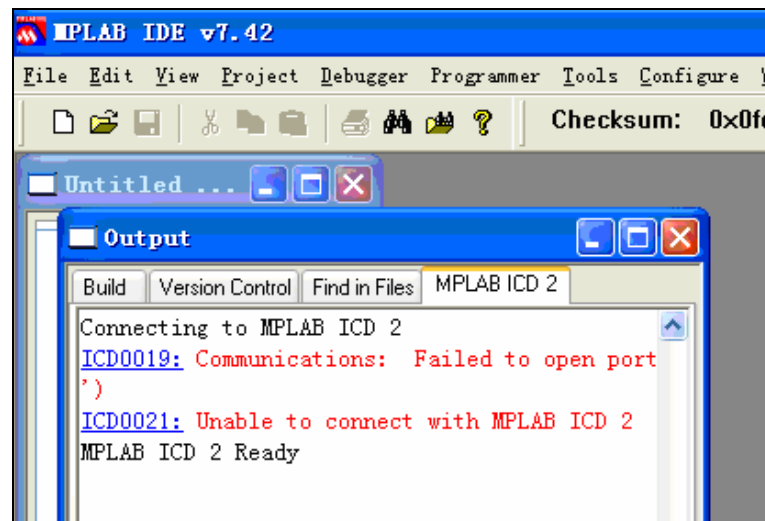 MPLAB IDE v7.42
File Edit View Project Debugger Programmer Tools Configure
Checksum: 0x0f
Untitled ...
Output
Build Version Control Find in Files MPLAB ICD 2
Connecting to MPLAB ICD 2
ICD0019: Communications: Failed to open port
')
ICD0021: Unable to connect with MPLAB ICD 2
MPLAB ICD 2 Ready